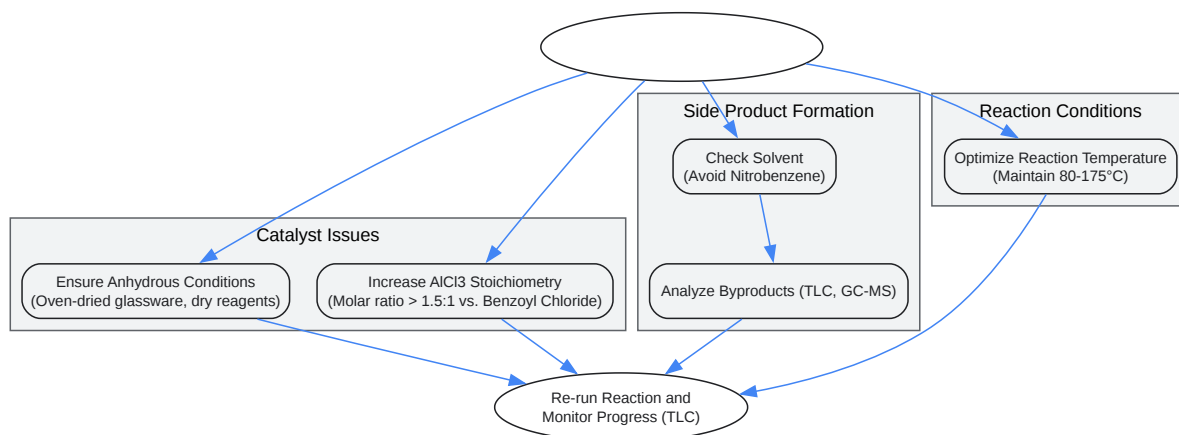 Side Product Formation
Reaction Conditions
Check Solvent
(Avoid Nitrobenzene)
Optimize Reaction Temperature
(Maintain 80-175°C)
Catalyst Issues
Ensure Anhydrous Conditions
(Oven-dried glassware, dry reagents)
Increase AlCl3 Stoichiometry
(Molar ratio > 1.5:1 vs. Benzoyl Chloride)
Analyze Byproducts (TLC, GC-MS)
Re-run Reaction and
Monitor Progress (TLC)